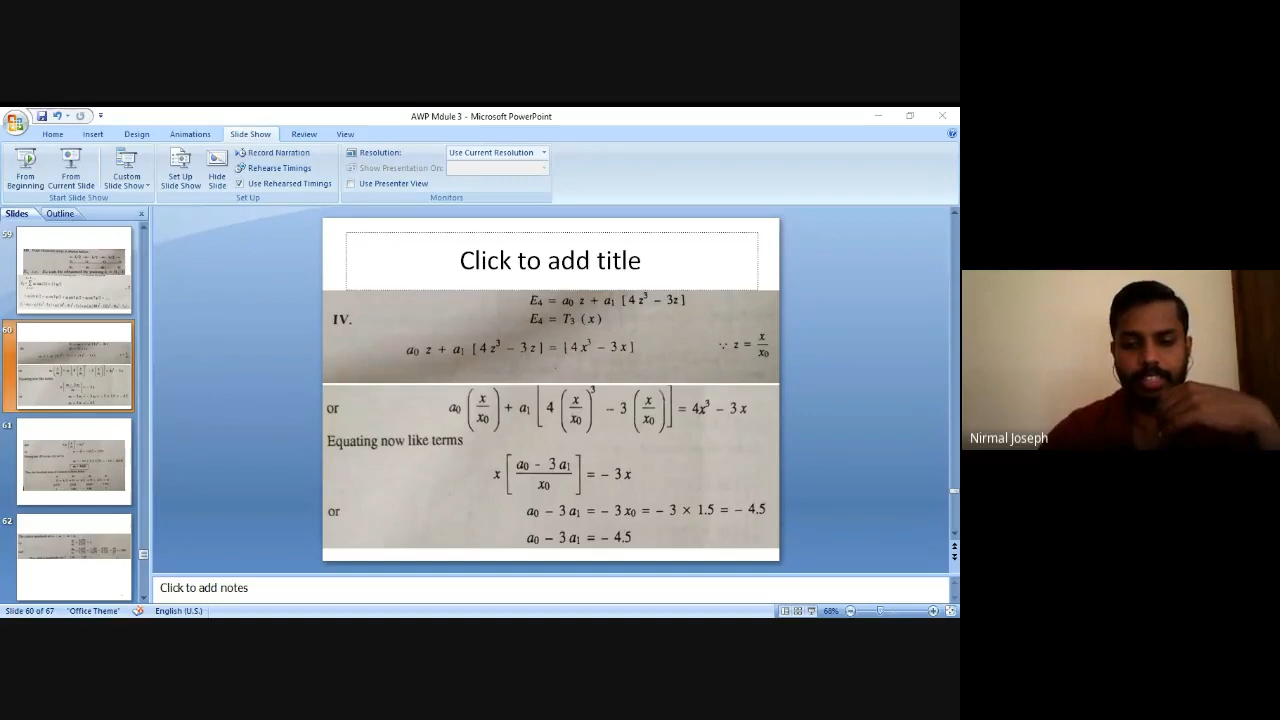 AWP Mdule 3 - Microsoft PowerPoint
Home Insert Design Animations Slide Show Review View
From Beginning
From Current Slide
Custom Slide Show
Start Slide Show
Set Up Slide Show
Hide Slide
Record Narration
Rehearse Timings
Use Rehearsed Timings
Set Up
Resolution: Use Current Resolution
Show Presentation On:
Use Presenter View
Monitors
Slides Outline
59
60
61
62
Click to add title
E₄ = a₀ z + a₁ [ 4 z³ − 3z ]
IV. E₄ = T₃ (x)
a₀ z + a₁ [ 4 z³ − 3 z ] = [ 4 x³ − 3 x ] ∵ z = x/x₀
or a₀ (x/x₀) + a₁ [ 4 (x/x₀)³ − 3 (x/x₀) ] = 4x³ − 3 x
Equating now like terms
x [ (a₀ − 3 a₁)/x₀ ] = − 3 x
or a₀ − 3 a₁ = − 3 x₀ = − 3 × 1.5 = − 4.5
a₀ − 3 a₁ = − 4.5
Click to add notes
Slide 60 of 67 "Office Theme" English (U.S.) 68%
Nirmal Joseph